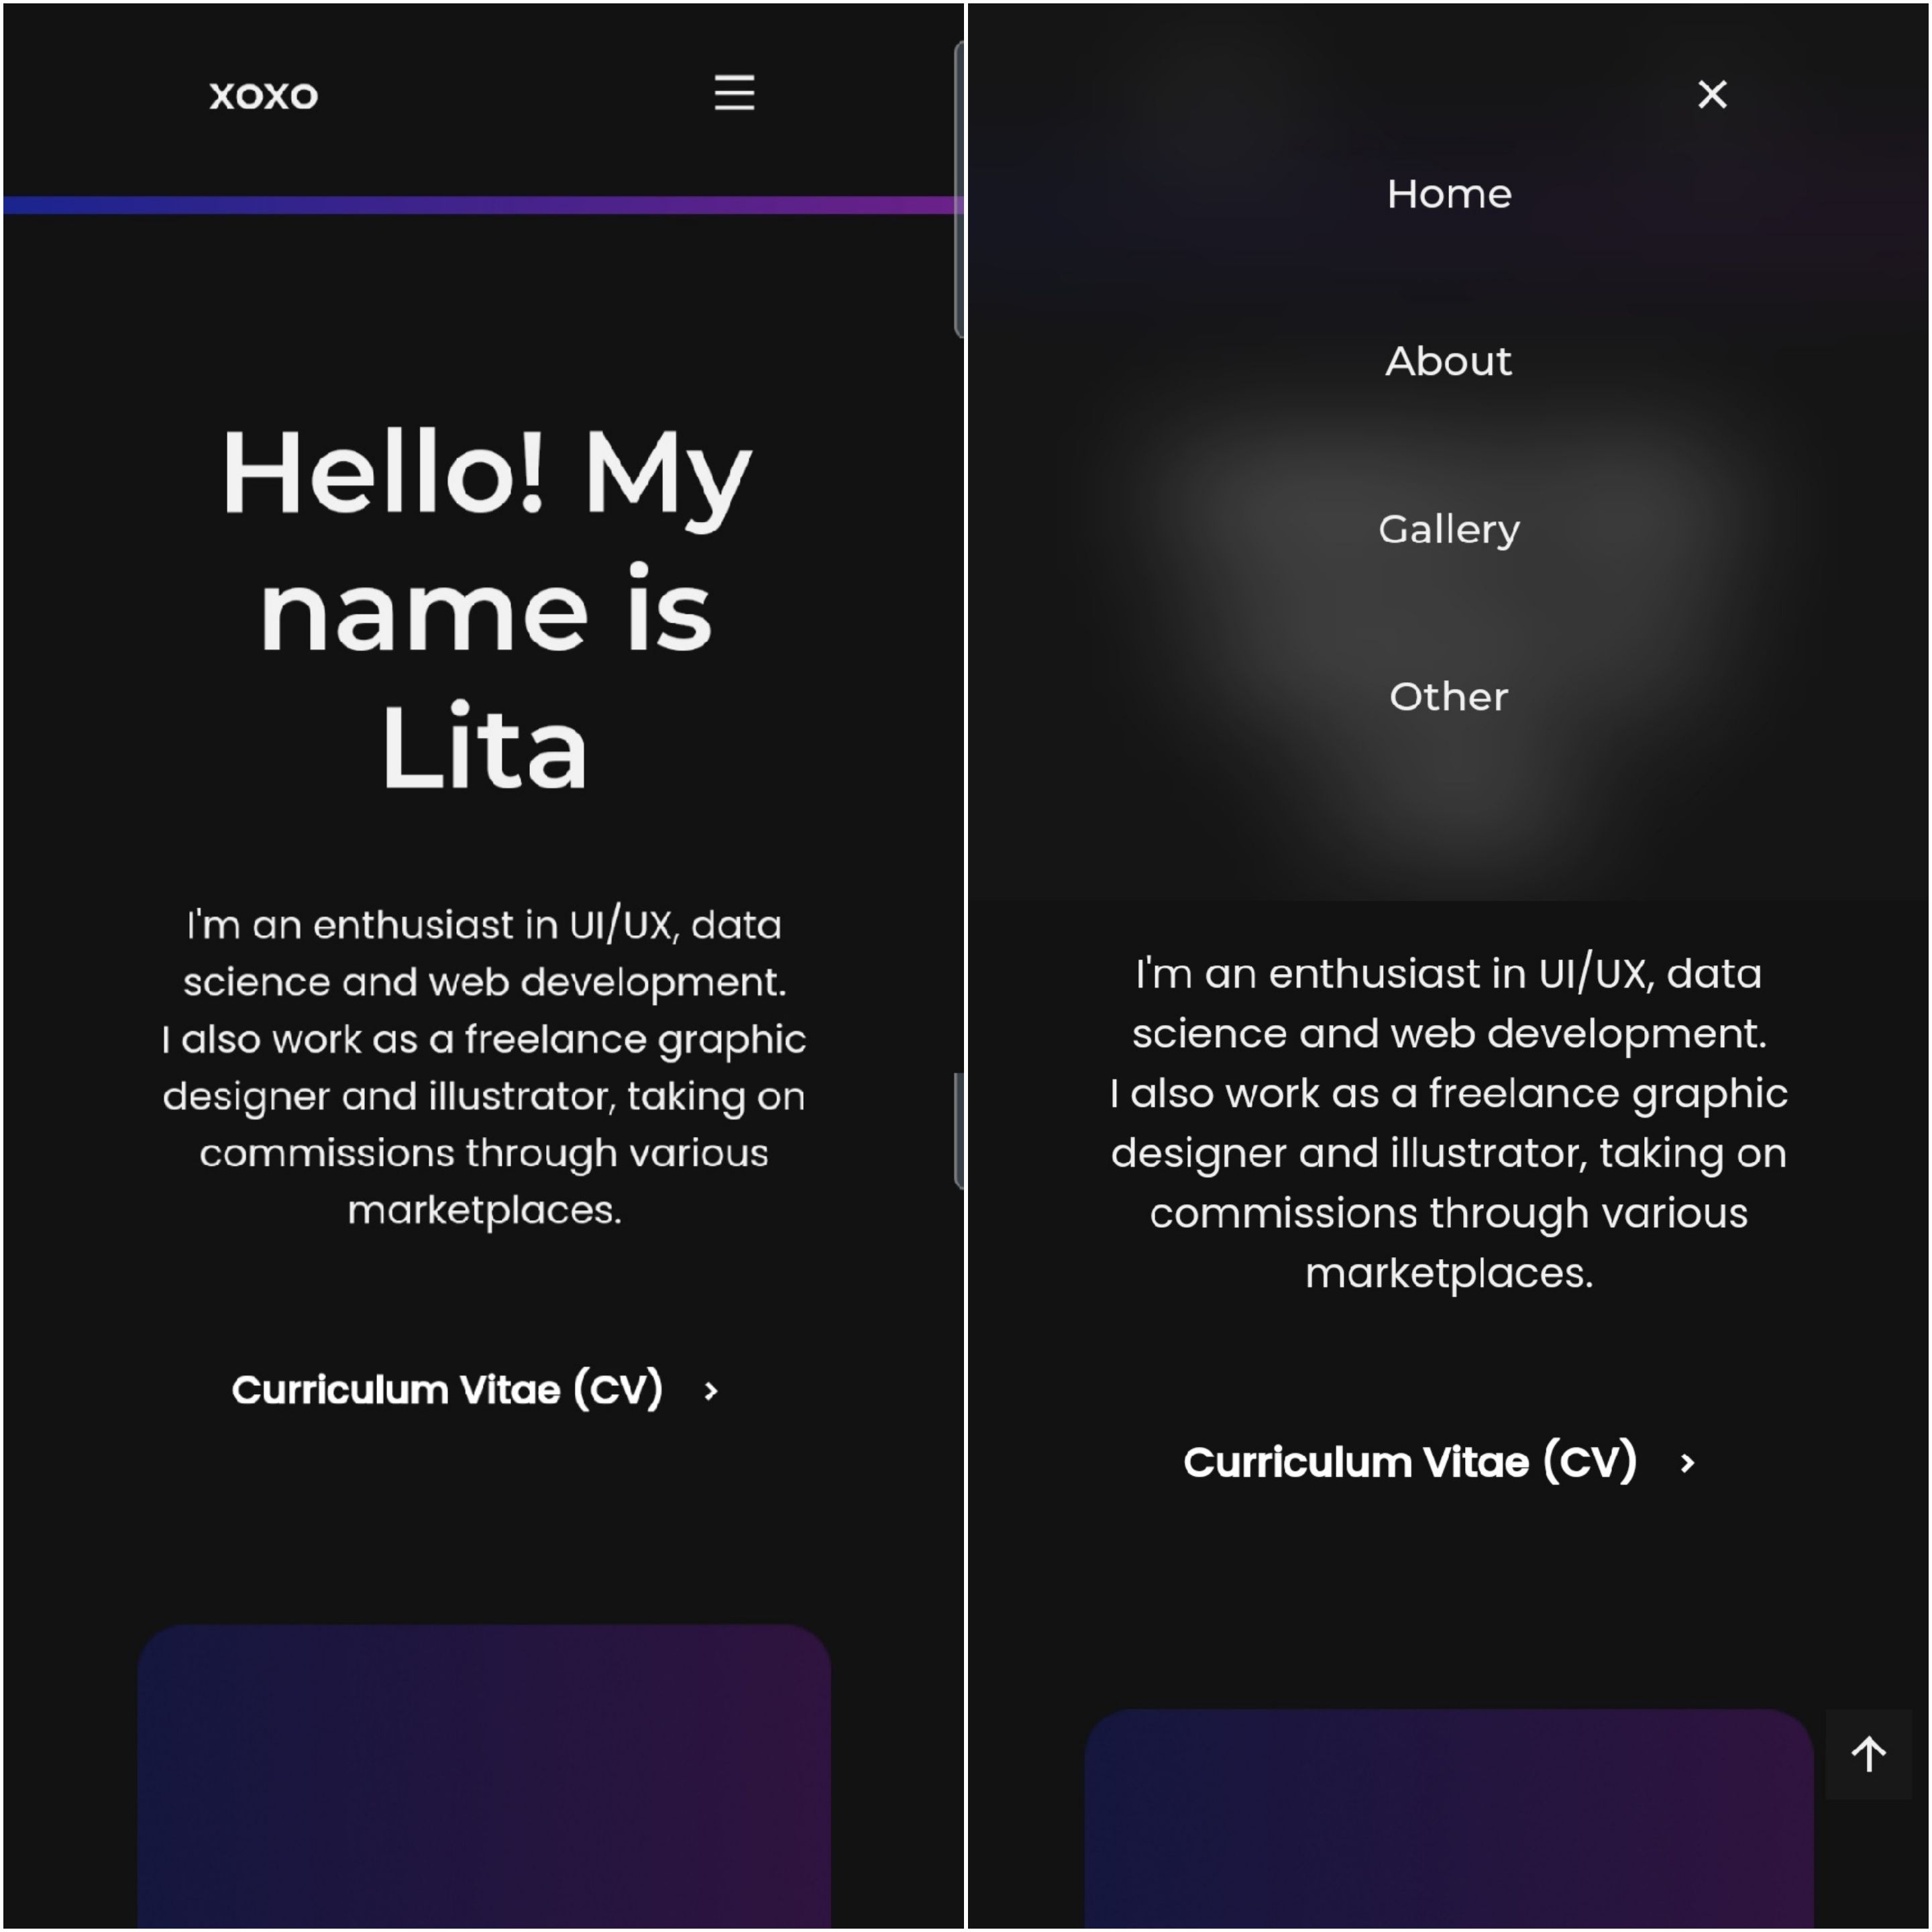 xoxo
Hello! My
name is
Lita
I'm an enthusiast in UI/UX, data
science and web development.
I also work as a freelance graphic
designer and illustrator, taking on
commissions through various
marketplaces.
Curriculum Vitae (CV)
Home
About
Gallery
Other
I'm an enthusiast in UI/UX, data
science and web development.
I also work as a freelance graphic
designer and illustrator, taking on
commissions through various
marketplaces.
Curriculum Vitae (CV)